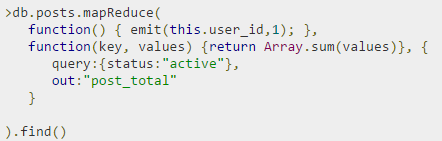 >db.posts.mapReduce(
function() { emit(this.user_id,1); },
function(key, values) {return Array.sum(values)}, {
query:{status:"active"},
out:"post_total"
}
).find()